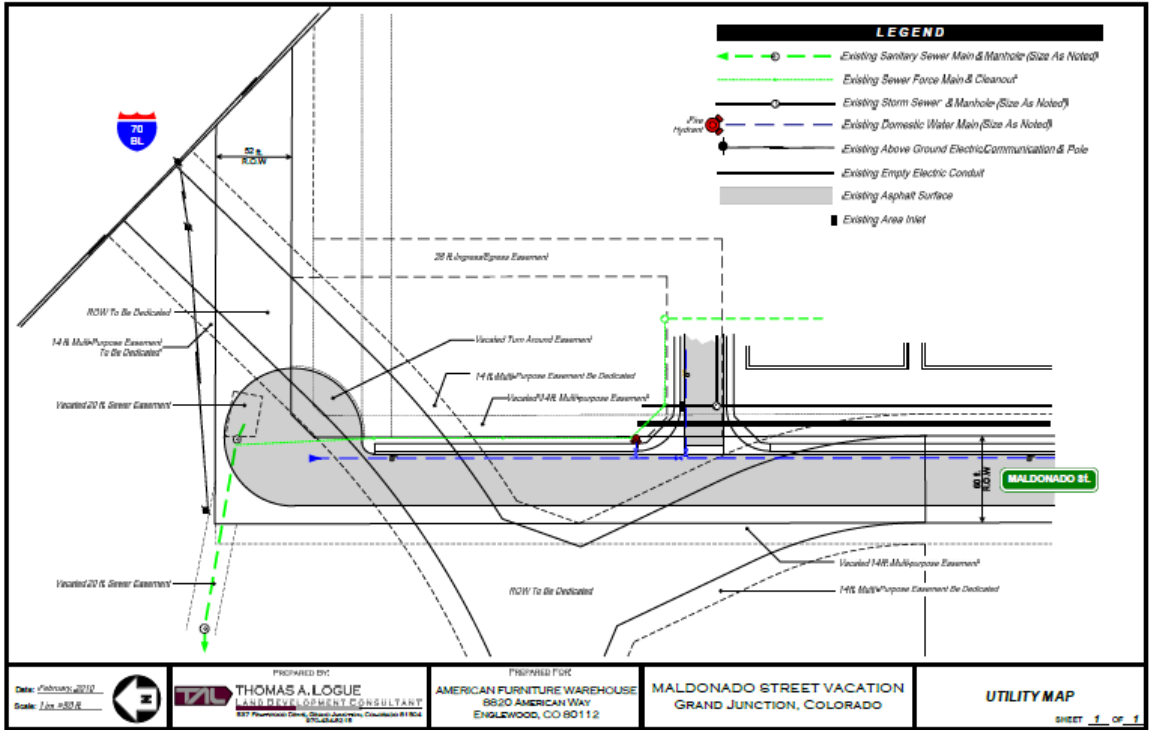 LEGEND
Existing Sanitary Sewer Main & Manhole (Size As Noted)
Existing Sewer Force Main & Cleanout
Existing Storm Sewer & Manhole (Size As Noted)
Fire
Hydrant
Existing Domestic Water Main (Size As Noted)
Existing Above Ground Electric/Communication & Pole
Existing Empty Electric Conduit
Existing Asphalt Surface
Existing Area Inlet
70
BL
52 ft.
R.O.W
28 ft. Ingress/Egress Easement
ROW To Be Dedicated
14 ft. Multi-Purpose Easement
To Be Dedicated
Vacated Turn Around Easement
14 ft. Multi-Purpose Easement Be Dedicated
Vacated 14 ft. Multi-purpose Easement
Vacated 20 ft. Sewer Easement
60 ft.
R.O.W
MALDONADO St.
Vacated 14 ft. Multi-purpose Easement
14 ft. Multi-Purpose Easement Be Dedicated
Vacated 20 ft. Sewer Easement
ROW To Be Dedicated
Date: February, 2010
Scale: 1 in. = 50 ft.
N
PREPARED BY:
TAL
THOMAS A. LOGUE
LAND DEVELOPMENT CONSULTANT
Grand Junction, Colorado 81504
PREPARED FOR:
AMERICAN FURNITURE WAREHOUSE
8820 AMERICAN WAY
ENGLEWOOD, CO 80112
MALDONADO STREET VACATION
GRAND JUNCTION, COLORADO
UTILITY MAP
SHEET 1 OF 1